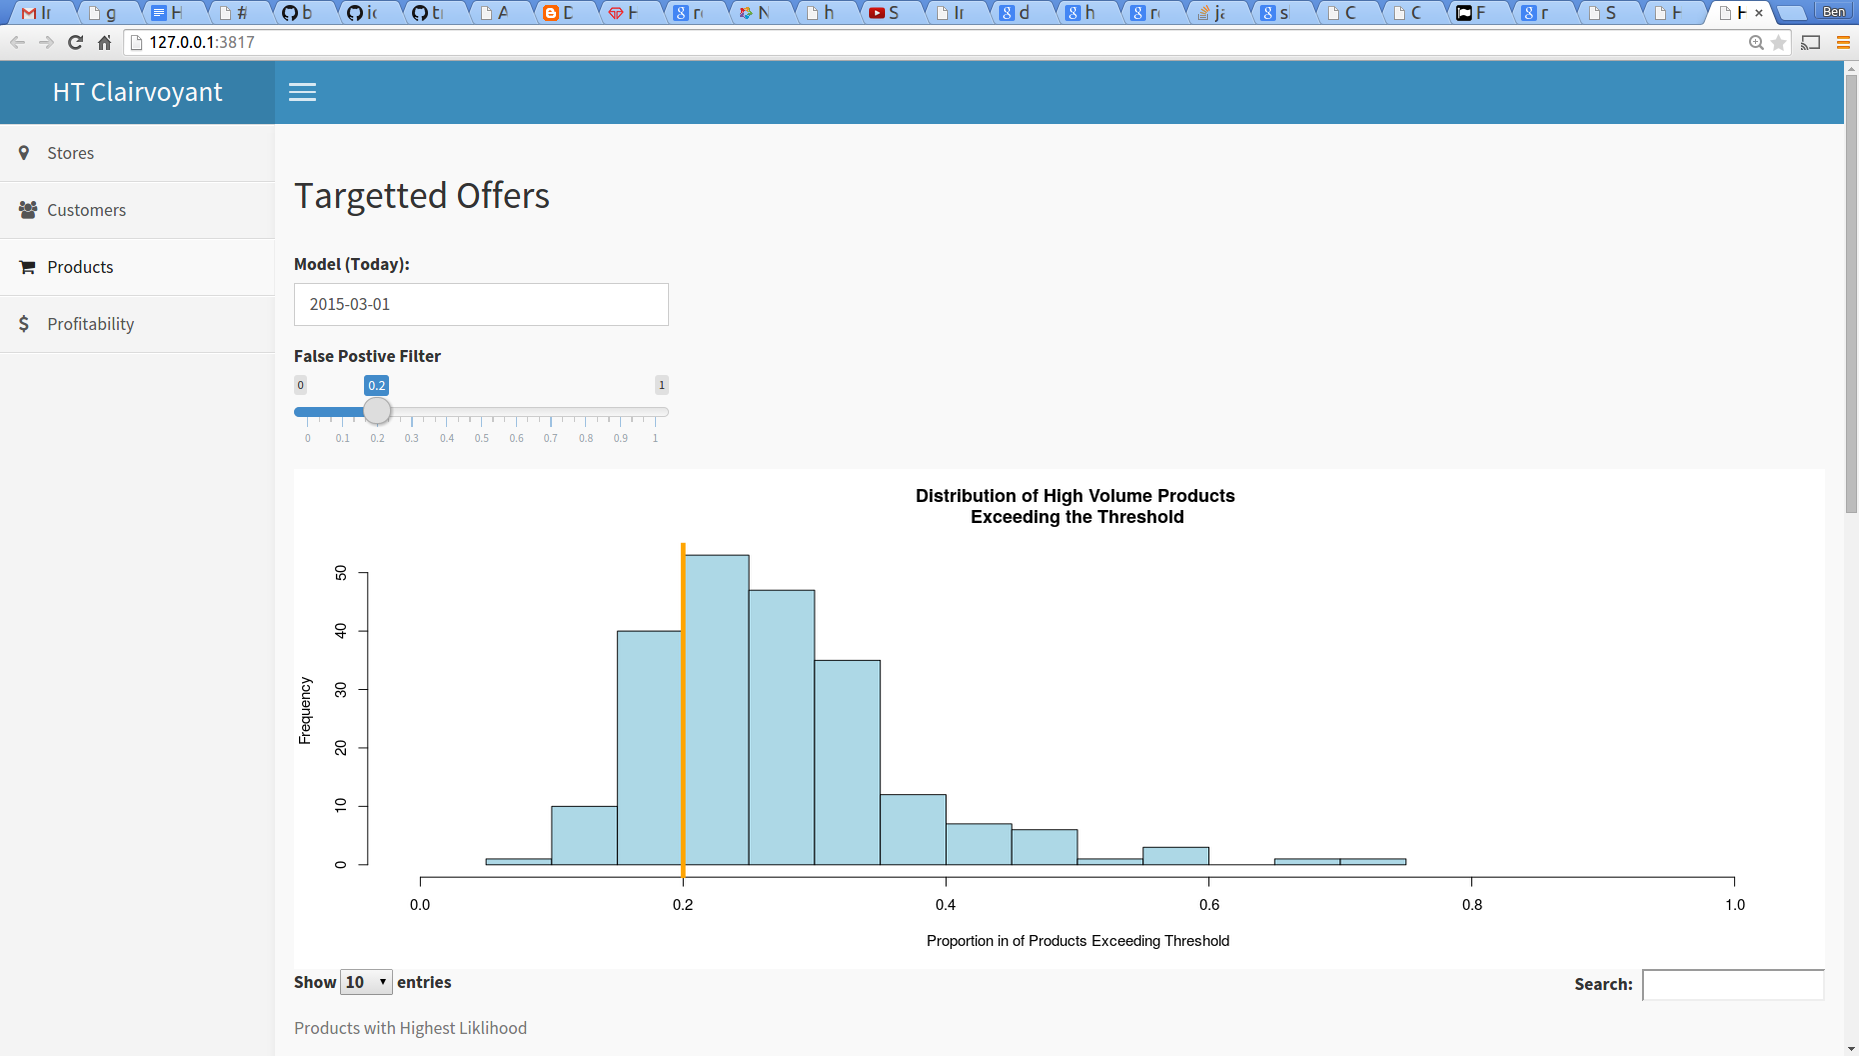 Ir g H # b ic t A D H r N h S Ir d h r ja s C C F r S H H × Ben
127.0.0.1:3817
HT Clairvoyant
Stores
Customers
Products
Profitability
Targetted Offers
Model (Today):
2015-03-01
False Postive Filter
0 0.2 1
0 0.1 0.2 0.3 0.4 0.5 0.6 0.7 0.8 0.9 1
Distribution of High Volume Products
Exceeding the Threshold
Frequency
50
40
30
20
10
0
0.0 0.2 0.4 0.6 0.8 1.0
Proportion in of Products Exceeding Threshold
Show 10 entries Search:
Products with Highest Liklihood